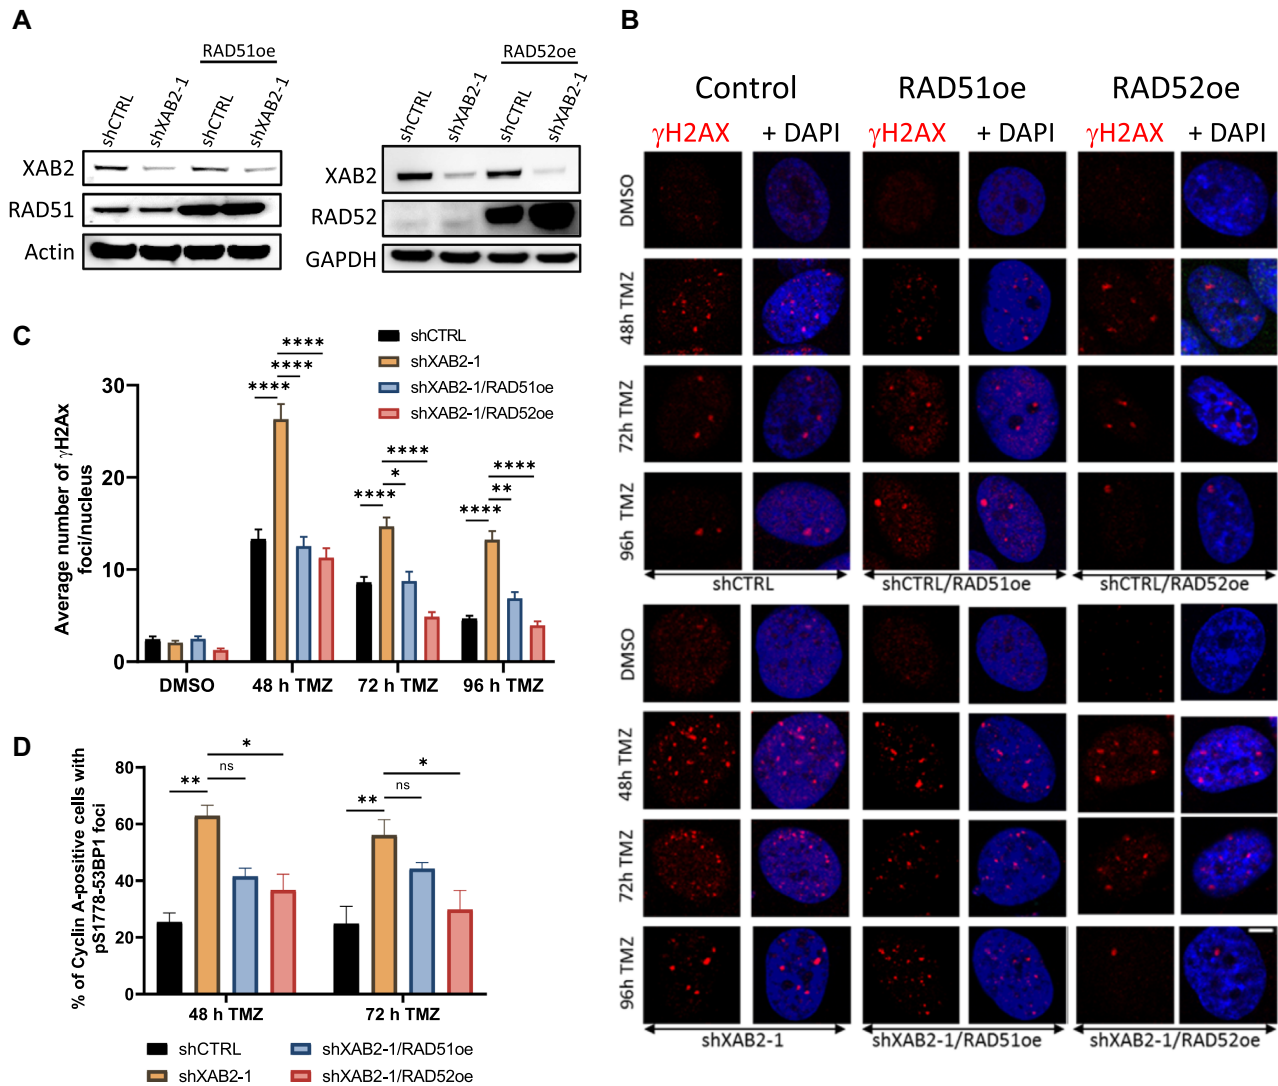 A
RAD51oe
shCTRL
shXAB2-1
shCTRL
shXAB2-1
XAB2
RAD51
Actin
RAD52oe
shCTRL
shXAB2-1
shCTRL
shXAB2-1
XAB2
RAD52
GAPDH
B
Control RAD51oe RAD52oe
γH2AX + DAPI γH2AX + DAPI γH2AX + DAPI
DMSO
48h TMZ
72h TMZ
96h TMZ
shCTRL shCTRL/RAD51oe shCTRL/RAD52oe
DMSO
48h TMZ
72h TMZ
96h TMZ
shXAB2-1 shXAB2-1/RAD51oe shXAB2-1/RAD52oe
C
shCTRL
shXAB2-1
shXAB2-1/RAD51oe
shXAB2-1/RAD52oe
Average number of γH2Ax
foci/nucleus
30
20
10
0
****
****
****
****
*
****
****
**
****
DMSO 48 h TMZ 72 h TMZ 96 h TMZ
D
% of Cyclin A-positive cells with
pS1778-53BP1 foci
80
60
40
20
0
*
ns
**
*
ns
**
48 h TMZ 72 h TMZ
shCTRL shXAB2-1/RAD51oe
shXAB2-1 shXAB2-1/RAD52oe